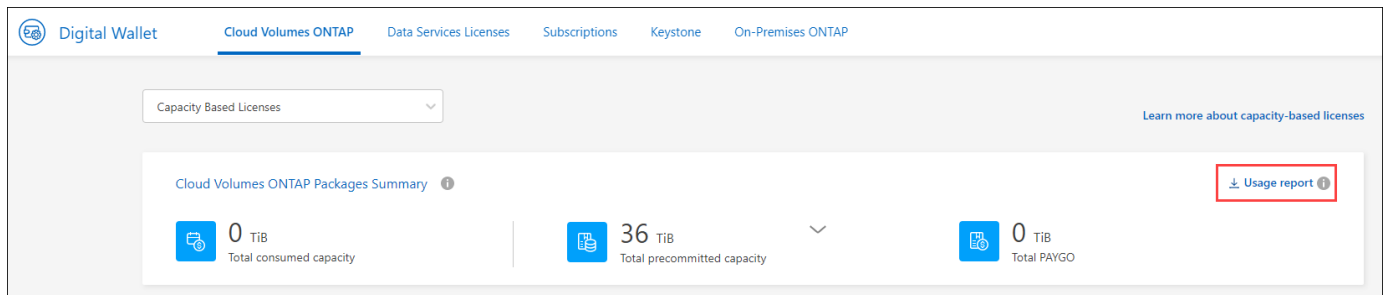 Digital Wallet
Cloud Volumes ONTAP
Data Services Licenses
Subscriptions
Keystone
On-Premises ONTAP
Capacity Based Licenses
Learn more about capacity-based licenses
Cloud Volumes ONTAP Packages Summary
Usage report
0 TiB
Total consumed capacity
36 TiB
Total precommitted capacity
0 TiB
Total PAYGO